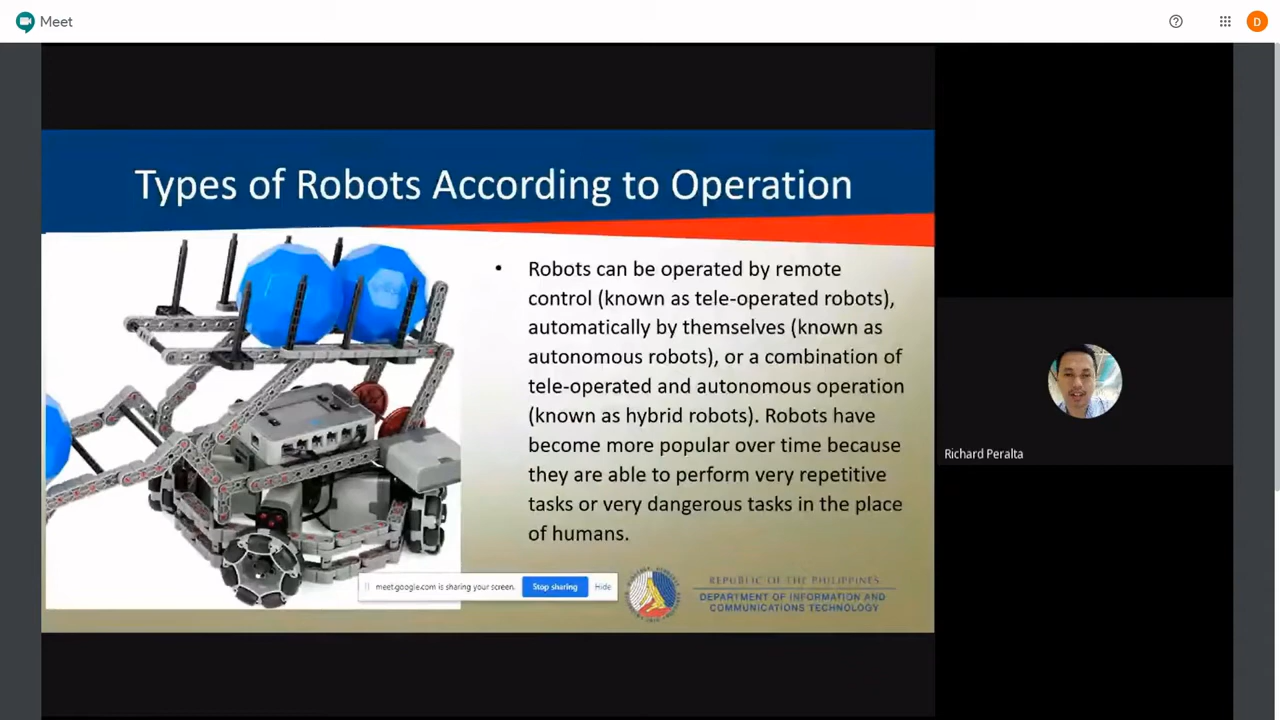 Meet
D
Types of Robots According to Operation
• Robots can be operated by remote
control (known as tele-operated robots),
automatically by themselves (known as
autonomous robots), or a combination of
tele-operated and autonomous operation
(known as hybrid robots). Robots have
become more popular over time because
they are able to perform very repetitive
tasks or very dangerous tasks in the place
of humans.
Richard Peralta
meet.google.com is sharing your screen.
Stop sharing
Hide
REPUBLIC OF THE PHILIPPINES
DEPARTMENT OF INFORMATION AND
COMMUNICATIONS TECHNOLOGY